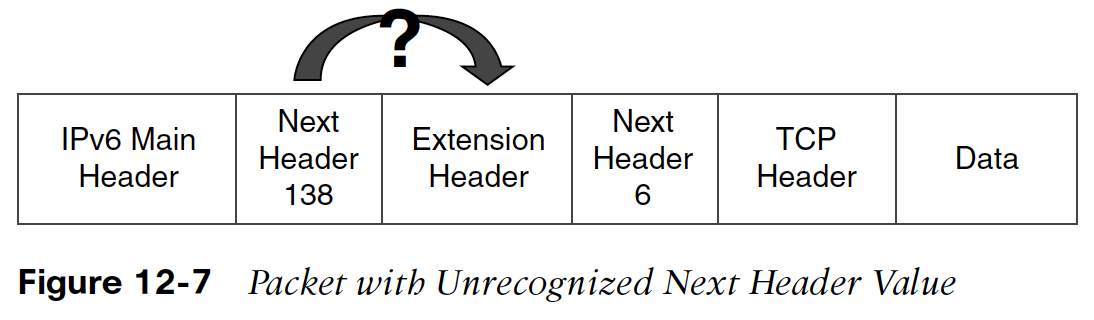 ?
IPv6 Main
Header
Next
Header
138
Extension
Header
Next
Header
6
TCP
Header
Data
Figure 12-7 Packet with Unrecognized Next Header Value